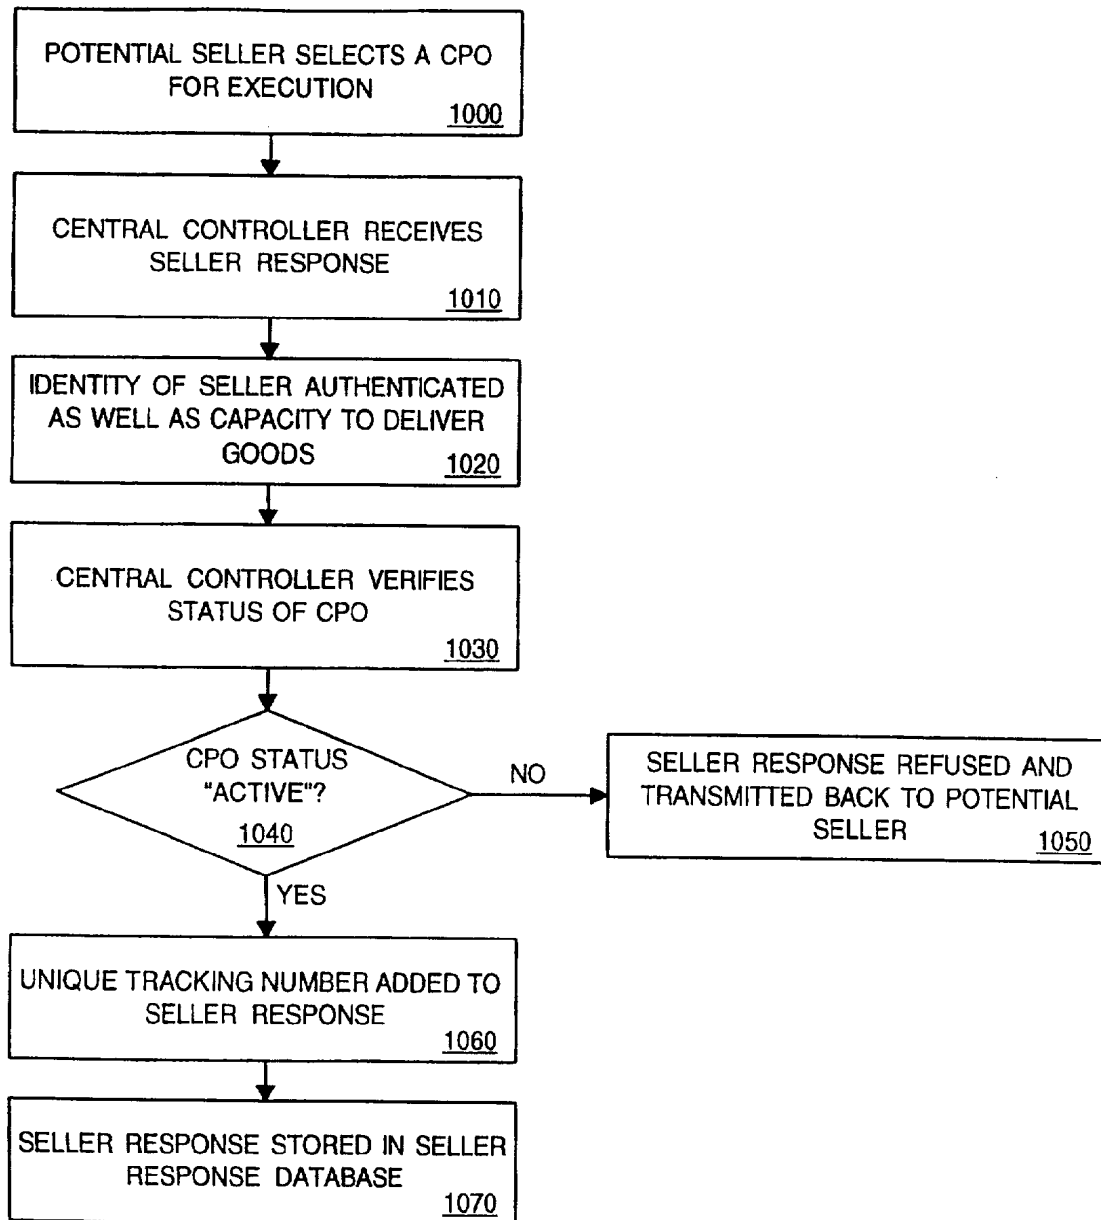 POTENTIAL SELLER SELECTS A CPO
FOR EXECUTION
1000
CENTRAL CONTROLLER RECEIVES
SELLER RESPONSE
1010
IDENTITY OF SELLER AUTHENTICATED
AS WELL AS CAPACITY TO DELIVER
GOODS
1020
CENTRAL CONTROLLER VERIFIES
STATUS OF CPO
1030
CPO STATUS
"ACTIVE"?
1040
NO
SELLER RESPONSE REFUSED AND
TRANSMITTED BACK TO POTENTIAL
SELLER
1050
YES
UNIQUE TRACKING NUMBER ADDED TO
SELLER RESPONSE
1060
SELLER RESPONSE STORED IN SELLER
RESPONSE DATABASE
1070